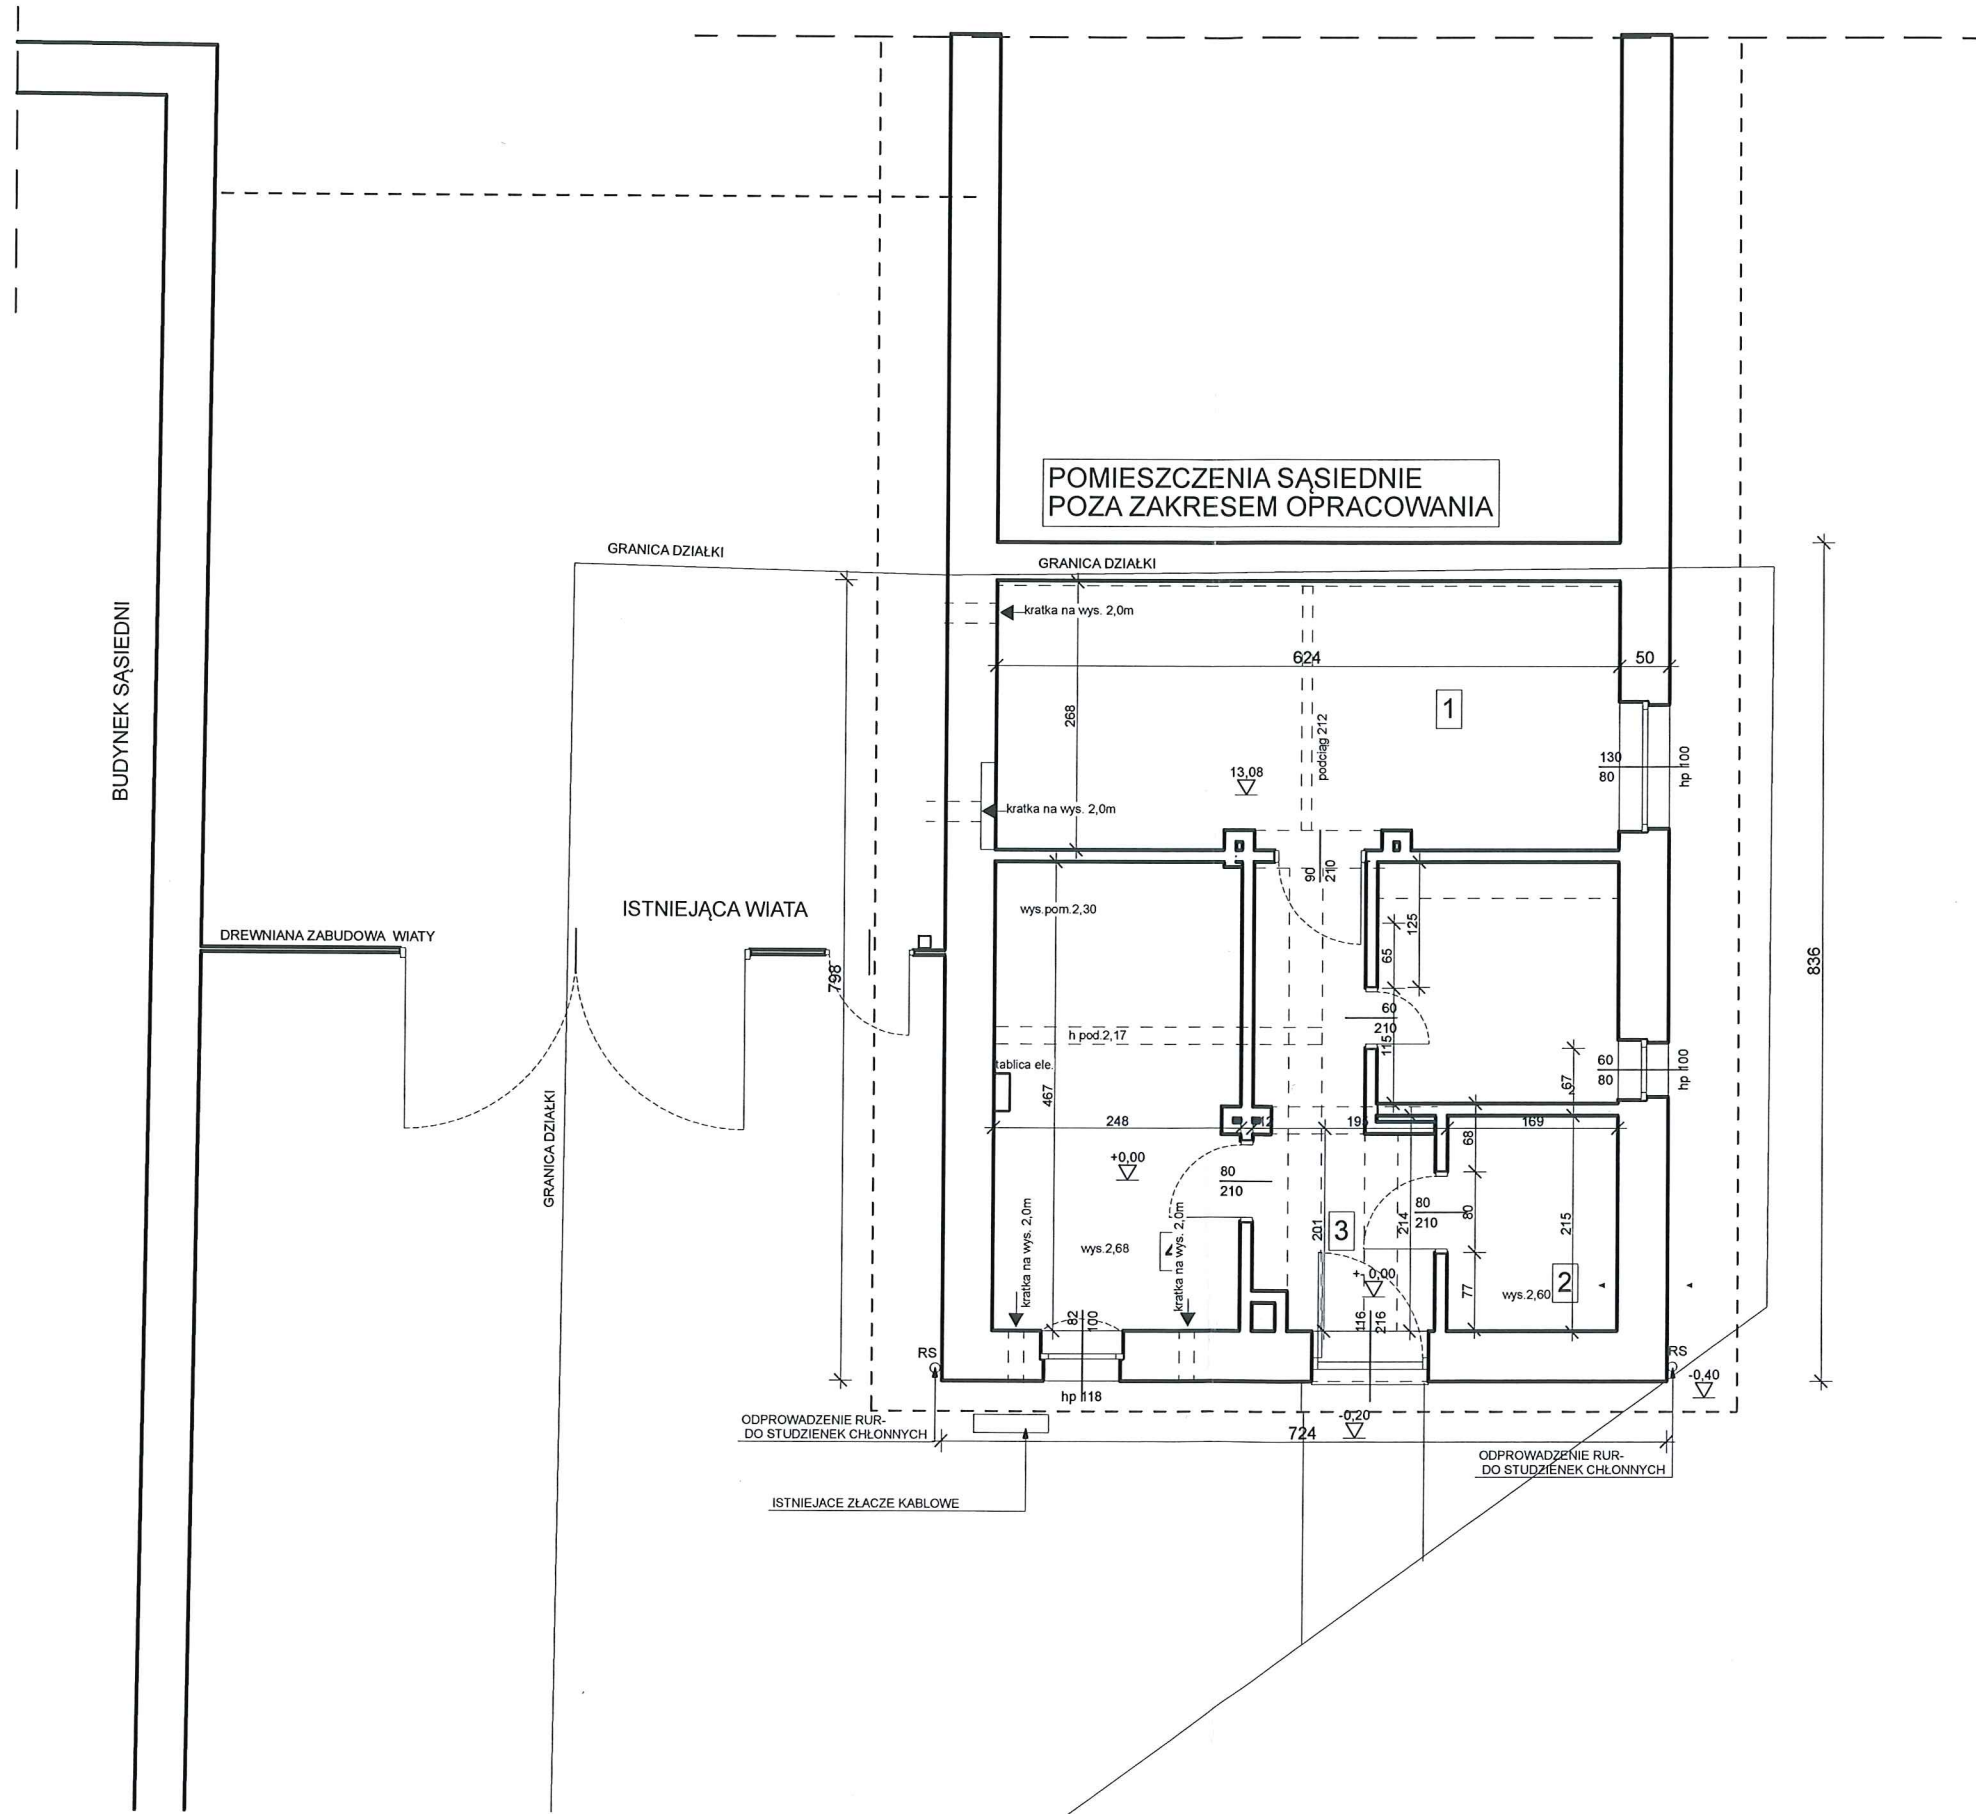 POMIESZCZENIA SĄSIEDNIE
POZA ZAKRESEM OPRACOWANIA
GRANICA DZIAŁKI
GRANICA DZIAŁKI
BUDYNEK SĄSIEDNI
kratka na wys. 2,0m
624
50
1
268
podciąg 212
13,08
130
80
hp 100
kratka na wys. 2,0m
836
90
210
ISTNIEJĄCA WIATA
DREWNIANA ZABUDOWA WIATY
wys.pom.2,30
125
65
798
60
210
115
h pod.2,17
tablica ele.
467
60
80
hp 100
67
2
248
12
195
169
68
GRANICA DZIAŁKI
+0,00
80
210
80
210
80
201
3
214
215
kratka na wys. 2,0m
kratka na wys. 2,0m
wys.2,68
4
+- 0,00
77
wys.2,60
2
82
100
116
216
RS
RS
-0,40
hp 118
-0,20
724
ODPROWADZENIE RUR-
DO STUDZIENEK CHŁONNYCH
ODPROWADZENIE RUR-
DO STUDZIENEK CHŁONNYCH
ISTNIEJACE ZŁACZE KABLOWE